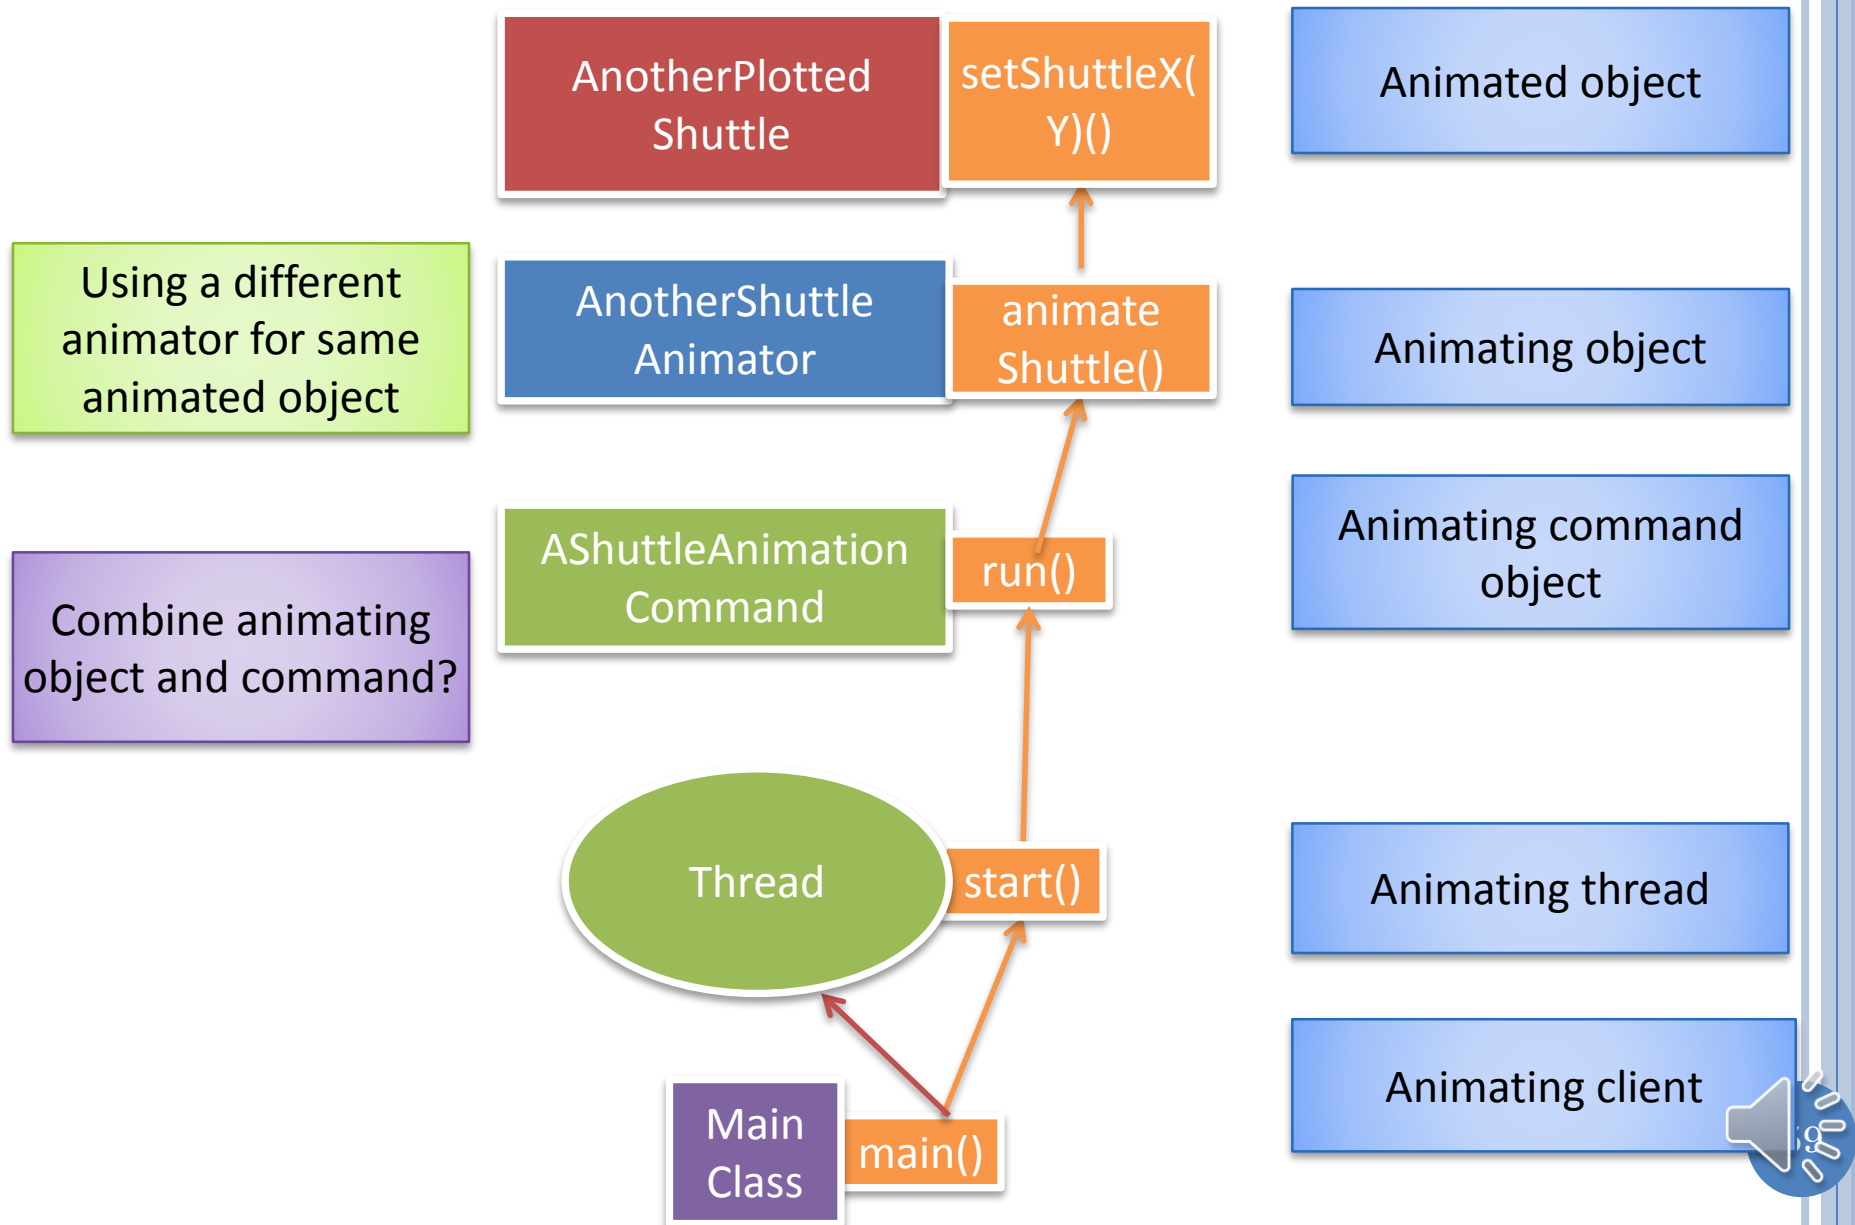 AnotherPlotted
Shuttle
setShuttleX(
Y)()
Animated object
Using a different
animator for same
animated object
AnotherShuttle
Animator
animate
Shuttle()
Animating object
Combine animating
object and command?
AShuttleAnimation
Command
run()
Animating command
object
Thread
start()
Animating thread
Main
Class
main()
Animating client